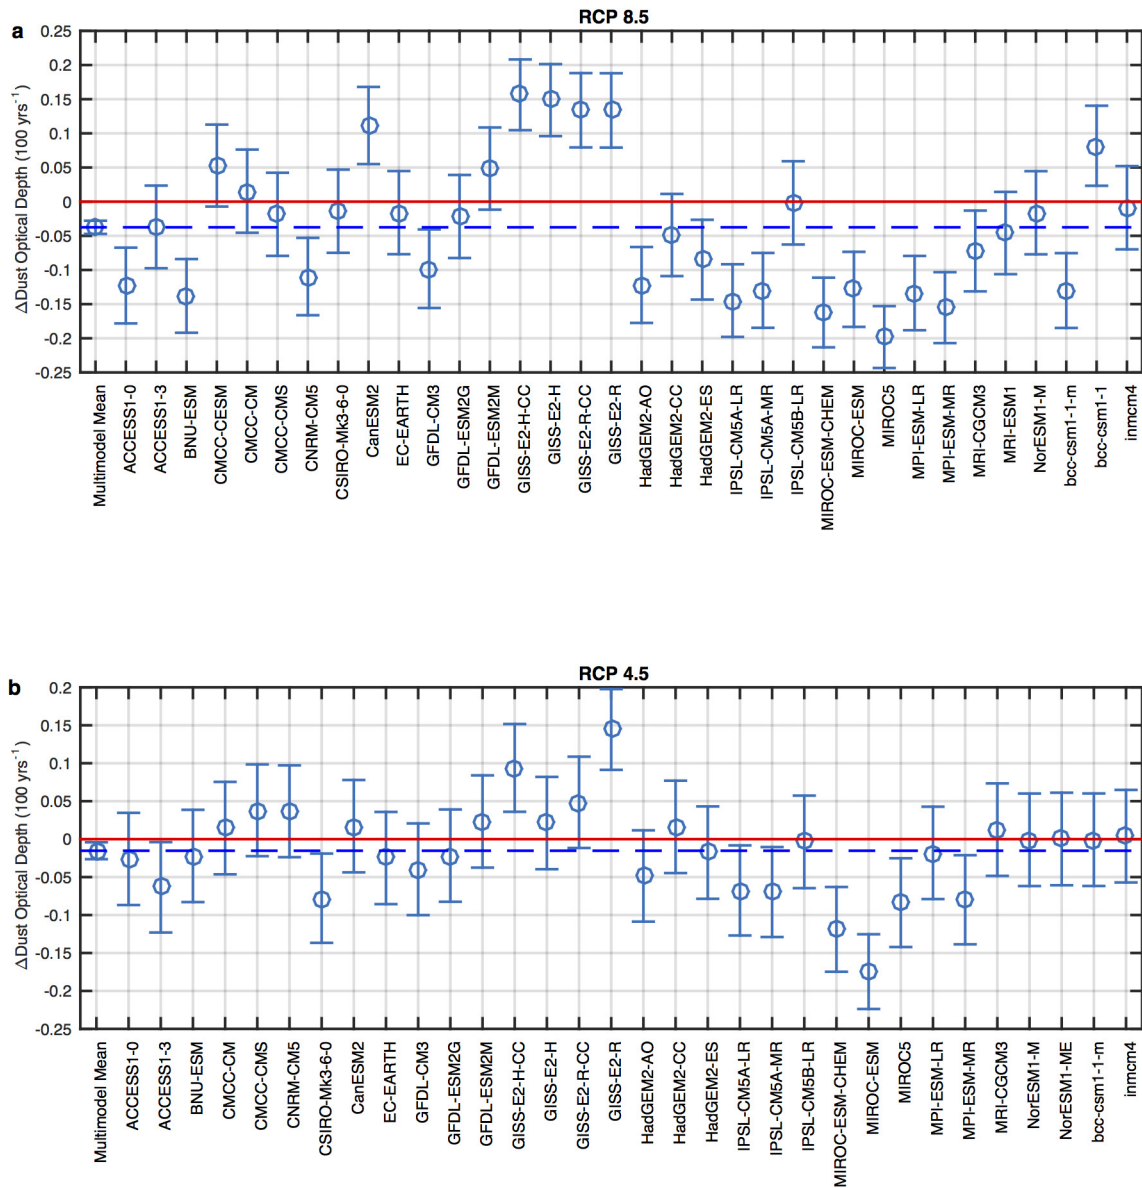 RCP 8.5
a
ΔDust Optical Depth (100 yrs⁻¹)
0.25
0.2
0.15
0.1
0.05
0
-0.05
-0.1
-0.15
-0.2
-0.25
Multimodel Mean
ACCESS1-0
ACCESS1-3
BNU-ESM
CMCC-CESM
CMCC-CM
CMCC-CMS
CNRM-CM5
CSIRO-Mk3-6-0
CanESM2
EC-EARTH
GFDL-CM3
GFDL-ESM2G
GFDL-ESM2M
GISS-E2-H-CC
GISS-E2-H
GISS-E2-R-CC
GISS-E2-R
HadGEM2-AO
HadGEM2-CC
HadGEM2-ES
IPSL-CM5A-LR
IPSL-CM5A-MR
IPSL-CM5B-LR
MIROC-ESM-CHEM
MIROC-ESM
MIROC5
MPI-ESM-LR
MPI-ESM-MR
MRI-CGCM3
MRI-ESM1
NorESM1-M
bcc-csm1-1-m
bcc-csm1-1
inmcm4
RCP 4.5
b
ΔDust Optical Depth (100 yrs⁻¹)
0.2
0.15
0.1
0.05
0
-0.05
-0.1
-0.15
-0.2
-0.25
Multimodel Mean
ACCESS1-0
ACCESS1-3
BNU-ESM
CMCC-CM
CMCC-CMS
CNRM-CM5
CSIRO-Mk3-6-0
CanESM2
EC-EARTH
GFDL-CM3
GFDL-ESM2G
GFDL-ESM2M
GISS-E2-H-CC
GISS-E2-H
GISS-E2-R-CC
GISS-E2-R
HadGEM2-AO
HadGEM2-CC
HadGEM2-ES
IPSL-CM5A-LR
IPSL-CM5A-MR
IPSL-CM5B-LR
MIROC-ESM-CHEM
MIROC-ESM
MIROC5
MPI-ESM-LR
MPI-ESM-MR
MRI-CGCM3
NorESM1-M
NorESM1-ME
bcc-csm1-1-m
inmcm4